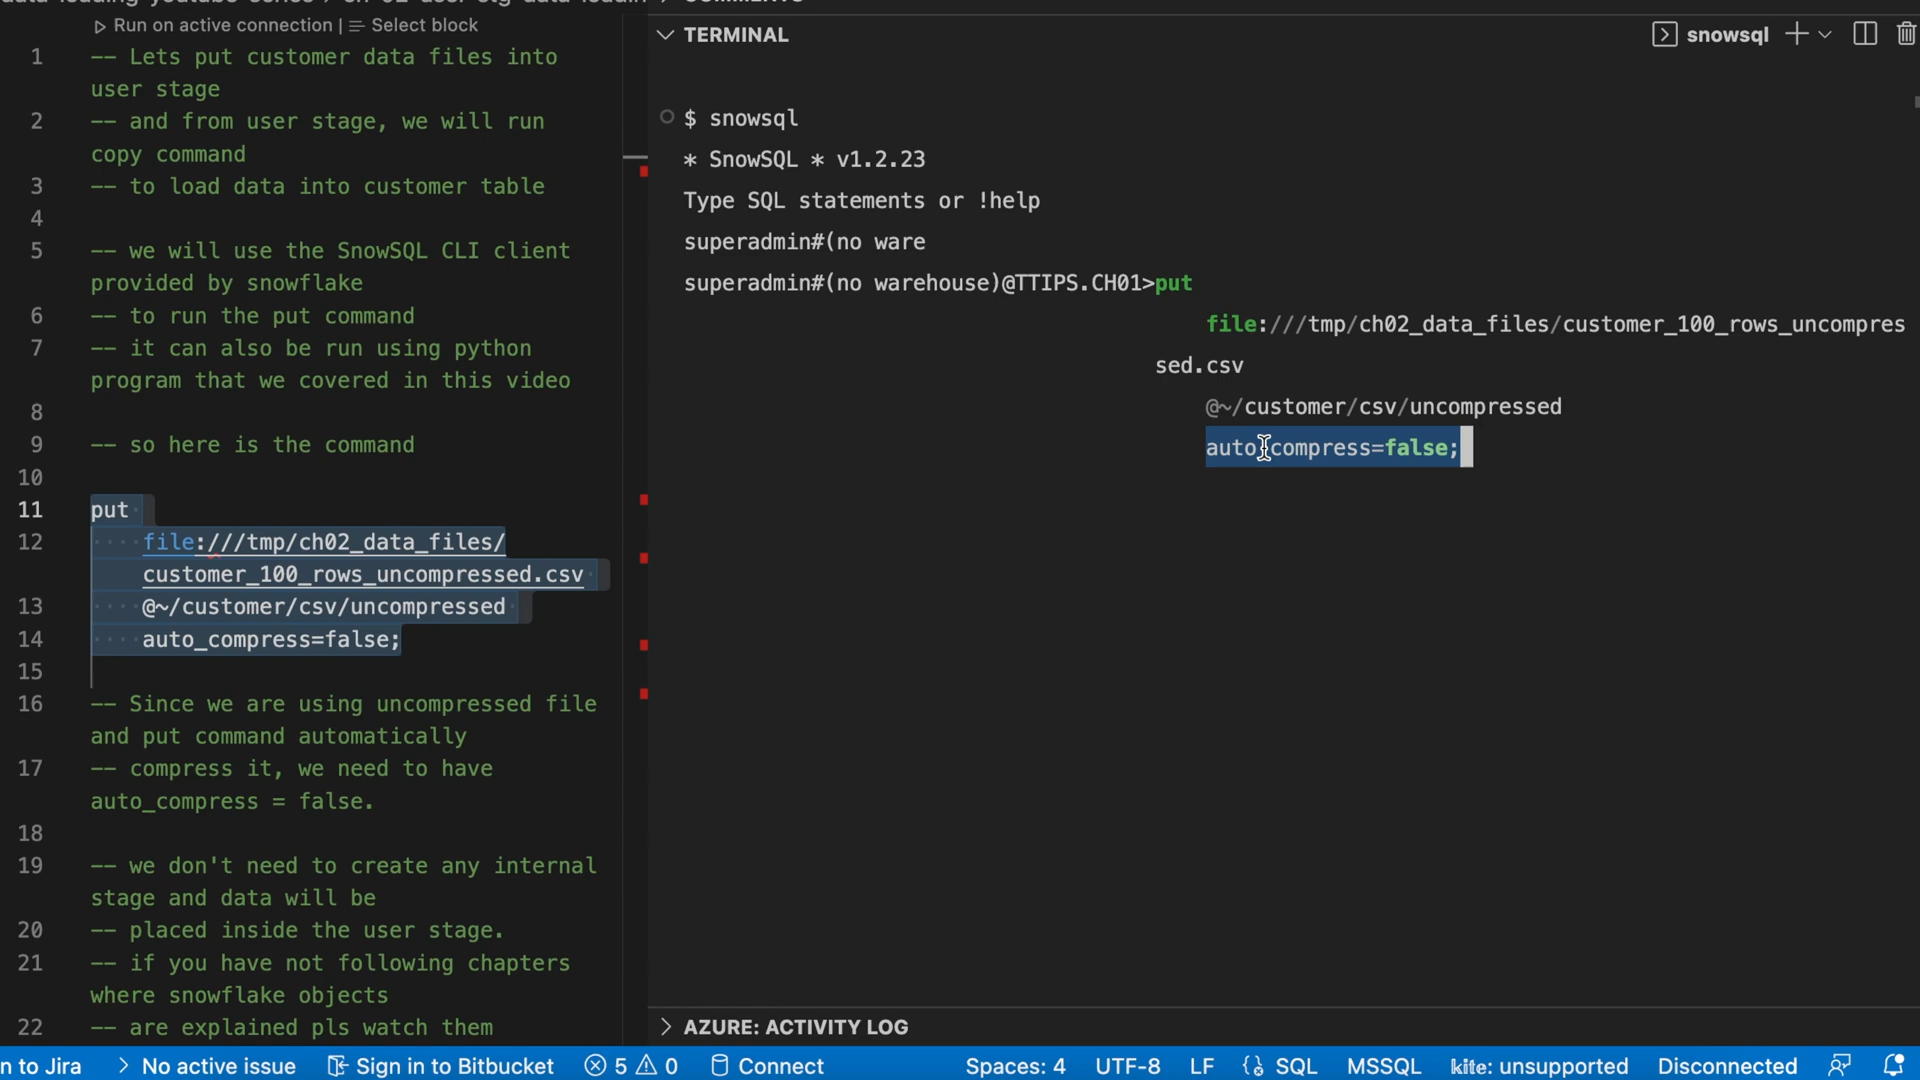 Run on active connection | Select block
1 -- Lets put customer data files into
user stage
2 -- and from user stage, we will run
copy command
3 -- to load data into customer table
4
5 -- we will use the SnowSQL CLI client
provided by snowflake
6 -- to run the put command
7 -- it can also be run using python
program that we covered in this video
8
9 -- so here is the command
10
11 put
12 file:///tmp/ch02_data_files/
customer_100_rows_uncompressed.csv
13 @~/customer/csv/uncompressed
14 auto_compress=false;
15
16 -- Since we are using uncompressed file
and put command automatically
17 -- compress it, we need to have
auto_compress = false.
18
19 -- we don't need to create any internal
stage and data will be
20 -- placed inside the user stage.
21 -- if you have not following chapters
where snowflake objects
22 -- are explained pls watch them
TERMINAL
snowsql
$ snowsql
* SnowSQL * v1.2.23
Type SQL statements or !help
superadmin#(no ware
superadmin#(no warehouse)@TTIPS.CH01>put
file:///tmp/ch02_data_files/customer_100_rows_uncompres
sed.csv
@~/customer/csv/uncompressed
auto_compress=false;
AZURE: ACTIVITY LOG
n to Jira
No active issue
Sign in to Bitbucket
5
0
Connect
Spaces: 4
UTF-8
LF
SQL
MSSQL
kite: unsupported
Disconnected